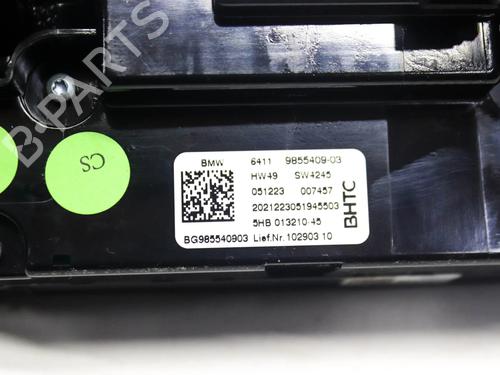 B-PARTS
CS
BMW 6411 9855409-03
HW49 SW4245
051223 007457
2021223051945503
5HB 013210-45
BG985540903 Lief.Nr. 102903 10
BHTC